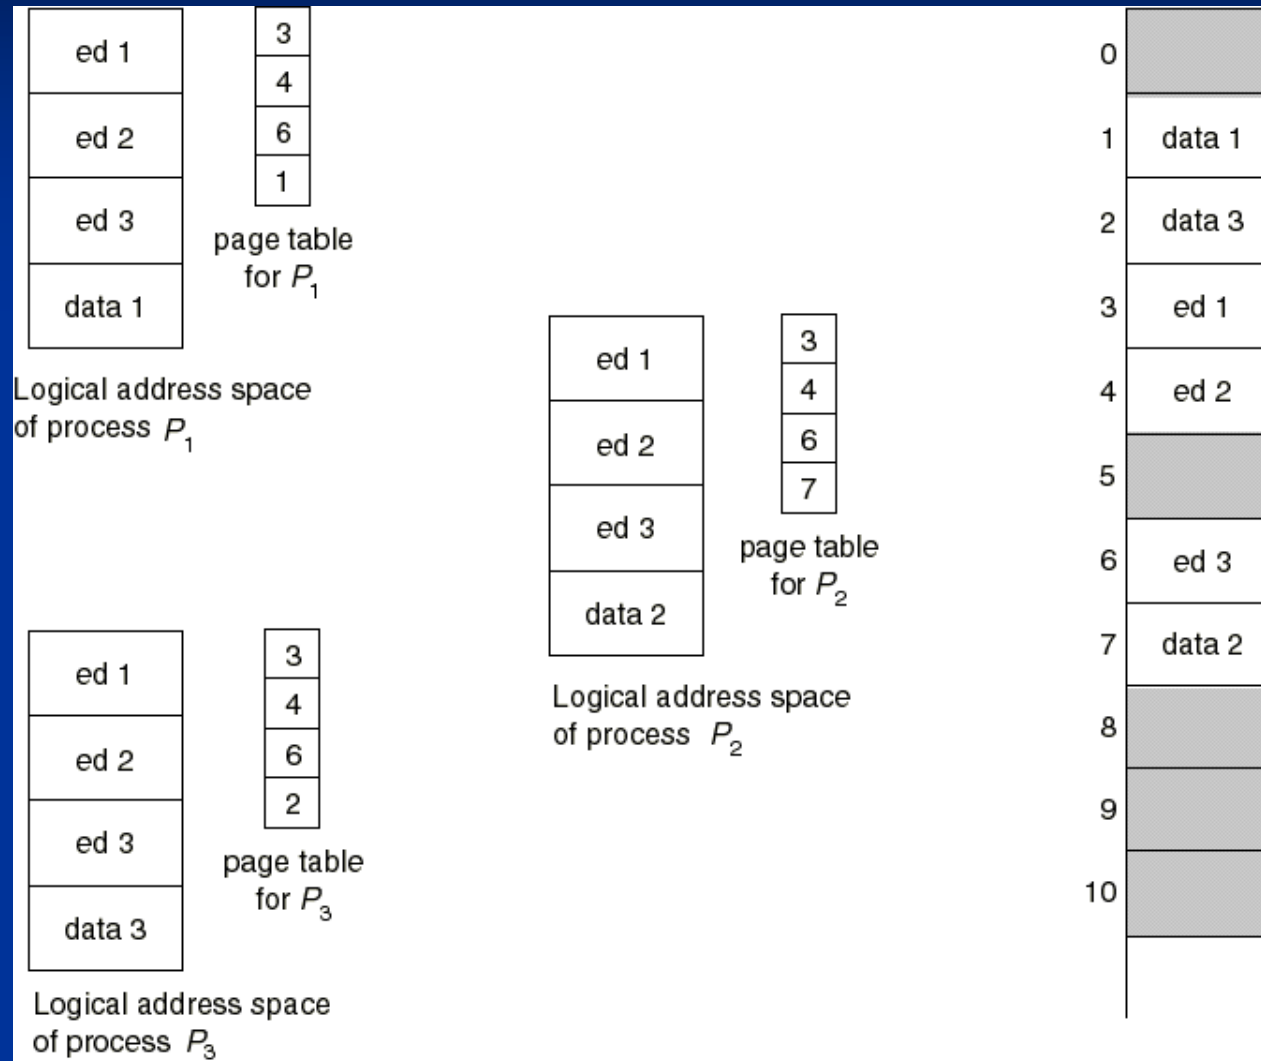 ed 1
ed 2
ed 3
data 1
3
4
6
1
page table
for P1
Logical address space
of process P1
ed 1
ed 2
ed 3
data 2
3
4
6
7
page table
for P2
Logical address space
of process P2
ed 1
ed 2
ed 3
data 3
3
4
6
2
page table
for P3
Logical address space
of process P3
0
1 data 1
2 data 3
3 ed 1
4 ed 2
5
6 ed 3
7 data 2
8
9
10